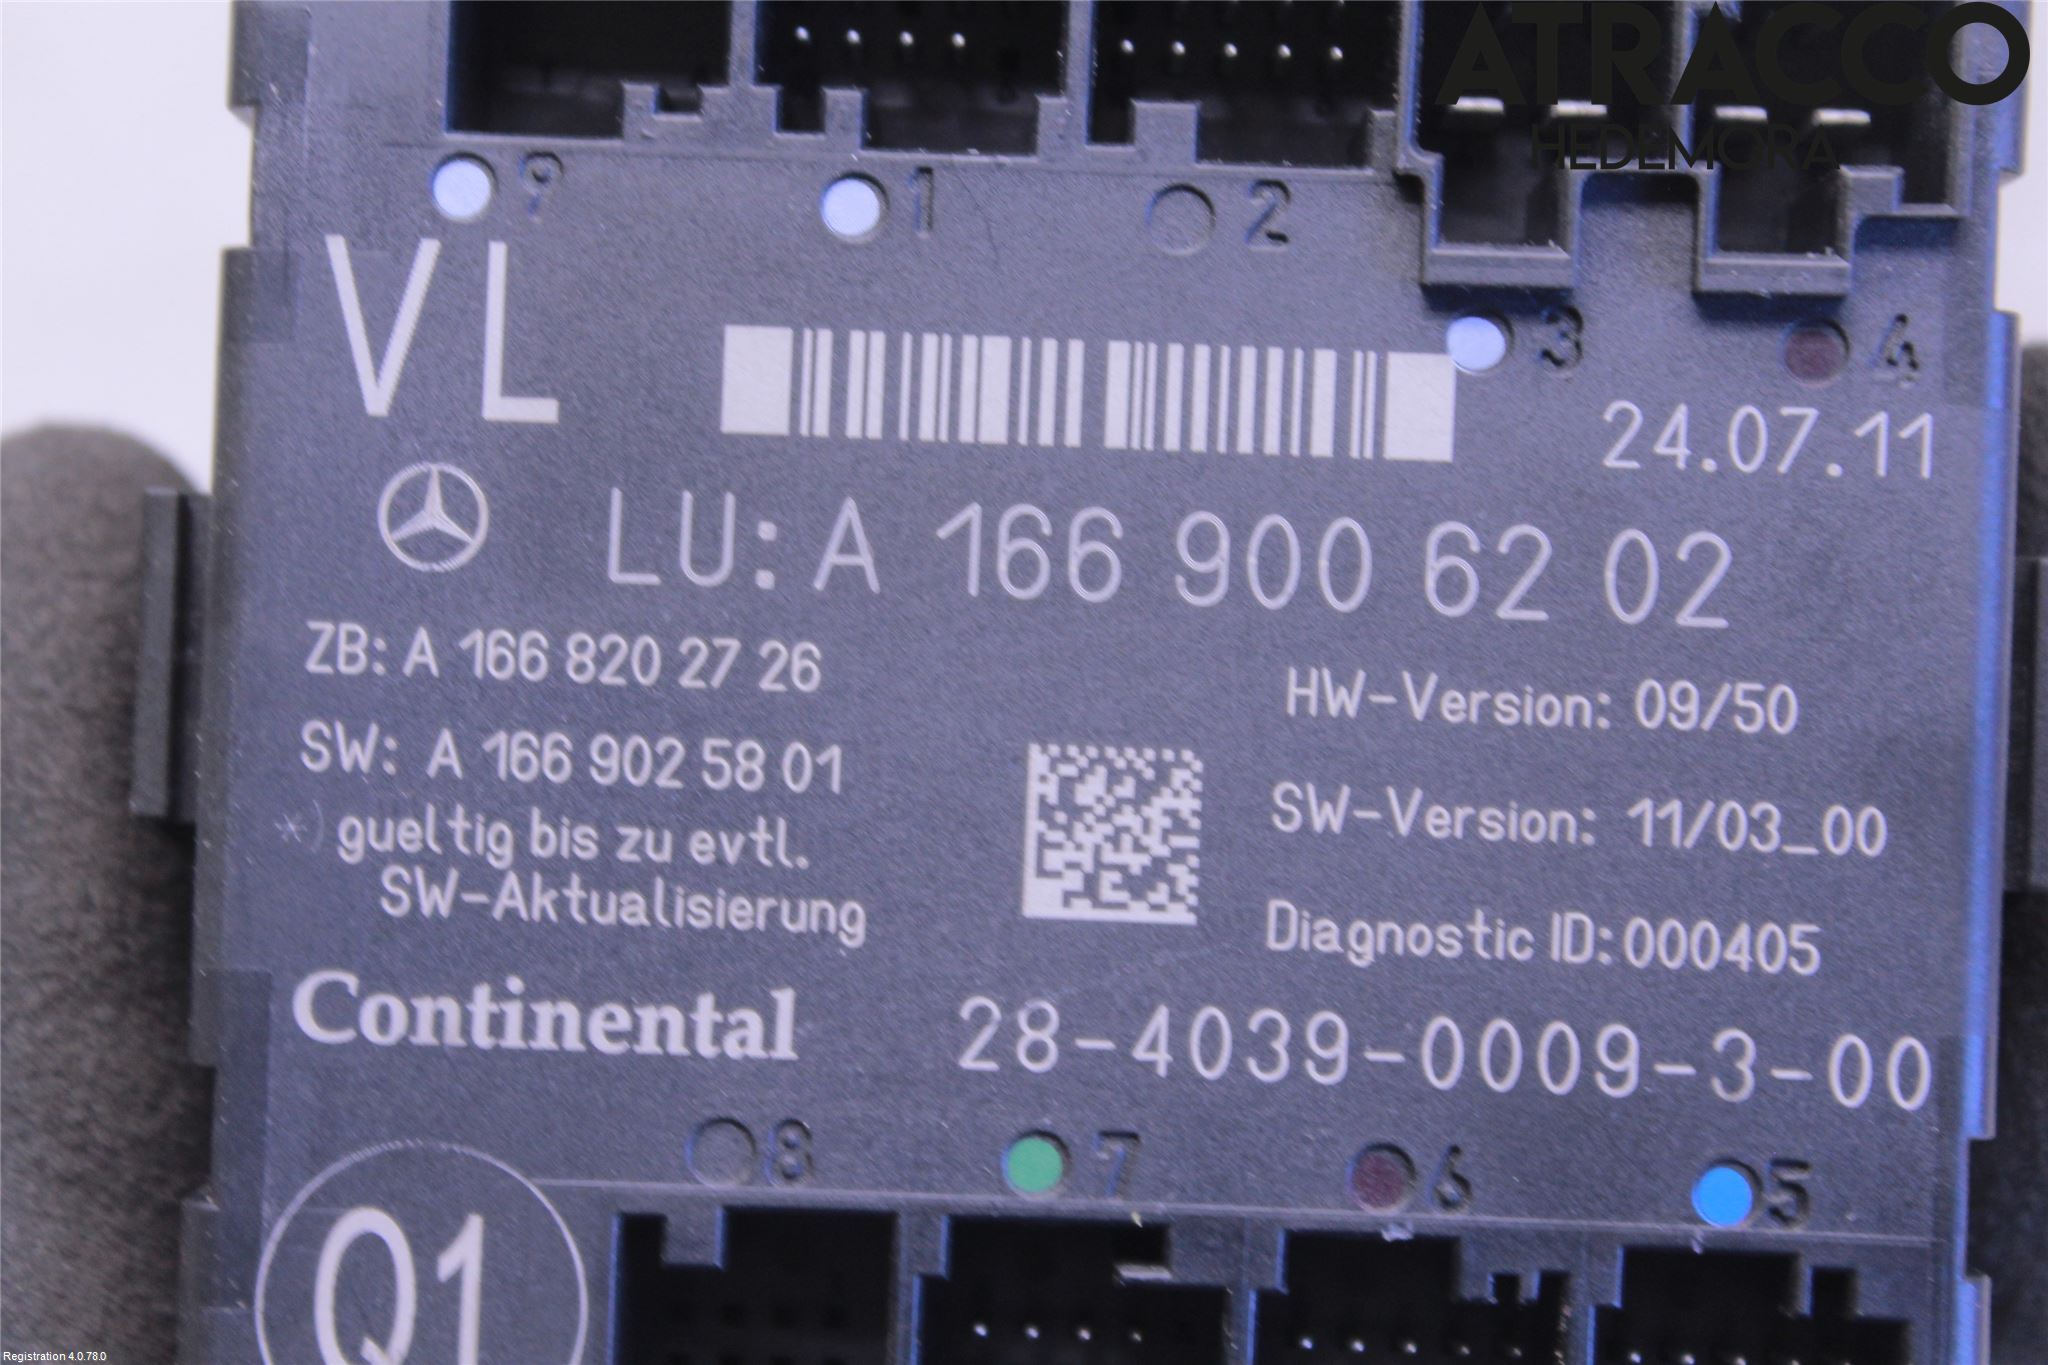 ATRACCO
HEDEMORA
9 1 2
3 4
VL
24.07.11
LU: A 166 900 62 02
ZB: A 166 820 27 26
HW-Version: 09/50
SW: A 166 902 58 01
SW-Version: 11/03_00
*) gueltig bis zu evtl.
SW-Aktualisierung
Diagnostic ID:000405
Continental
28-4039-0009-3-00
8 7 6 5
Q1
Registration 4.0.78.0